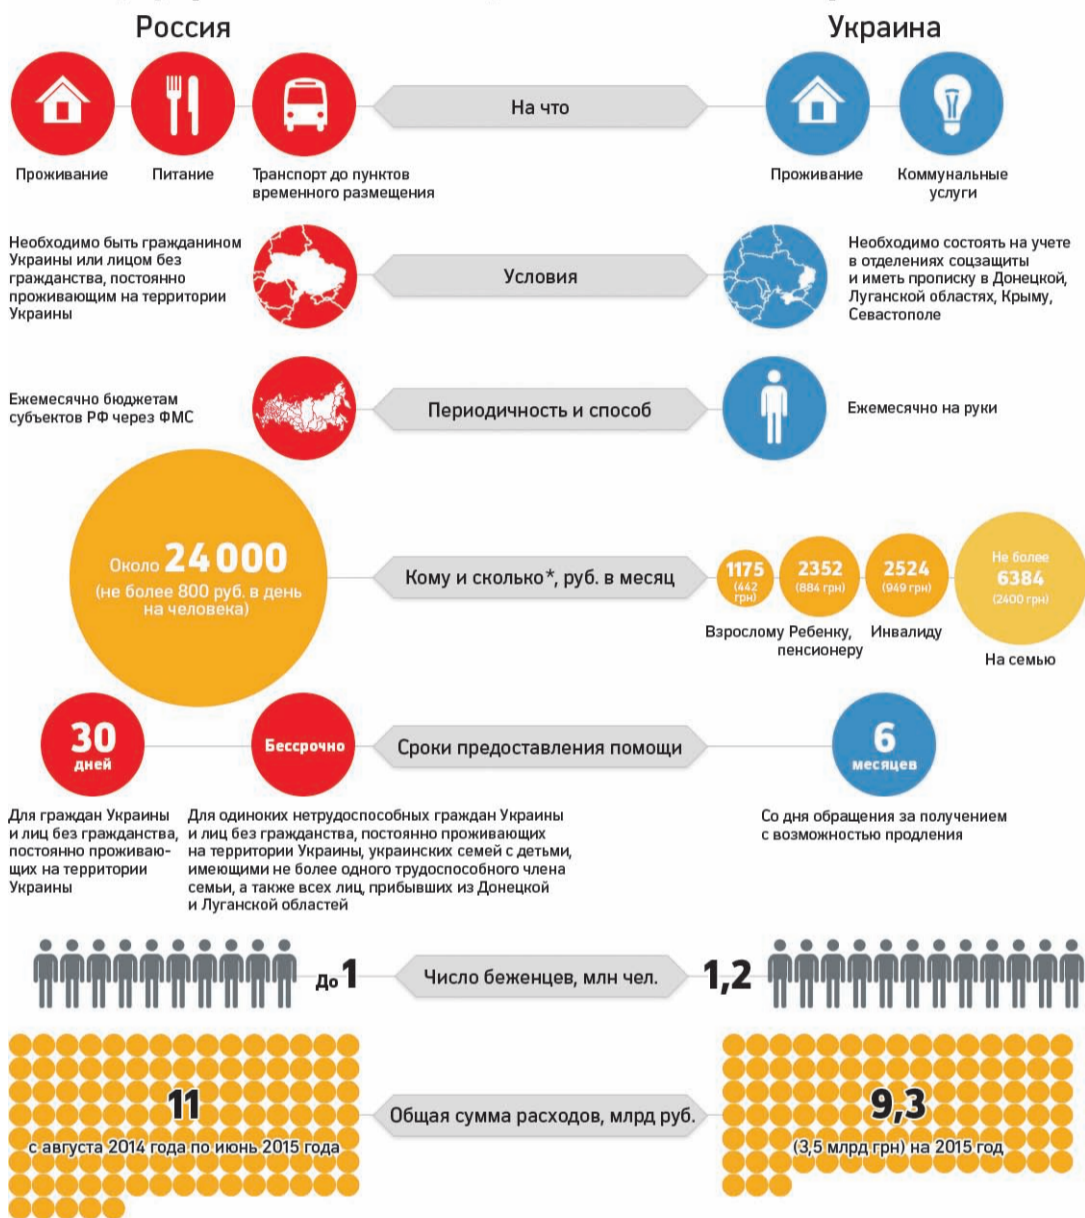 Россия
Украина
На что
Проживание
Питание
Транспорт до пунктов
временного размещения
Проживание
Коммунальные
услуги
Необходимо быть гражданином
Украины или лицом без
гражданства, постоянно
проживающим на территории
Украины
Условия
Необходимо состоять на учете
в отделениях соцзащиты
и иметь прописку в Донецкой,
Луганской областях, Крыму,
Севастополе
Ежемесячно бюджетам
субъектов РФ через ФМС
Периодичность и способ
Ежемесячно на руки
Около 24 000
(не более 800 руб. в день
на человека)
Кому и сколько*, руб. в месяц
1175
(442
грн)
Взрослому
2352
(884 грн)
Ребенку,
пенсионеру
2524
(949 грн)
Инвалиду
Не более
6384
(2400 грн)
На семью
30
дней
Бессрочно
Сроки предоставления помощи
6
месяцев
Для граждан Украины
и лиц без гражданства,
постоянно проживаю-
щих на территории
Украины
Для одиноких нетрудоспособных граждан Украины
и лиц без гражданства, постоянно проживающих
на территории Украины, украинских семей с детьми,
имеющими не более одного трудоспособного члена
семьи, а также всех лиц, прибывших из Донецкой
и Луганской областей
Со дня обращения за получением
с возможностью продления
До 1
Число беженцев, млн чел.
1,2
11
с августа 2014 года по июнь 2015 года
Общая сумма расходов, млрд руб.
9,3
(3,5 млрд грн) на 2015 год